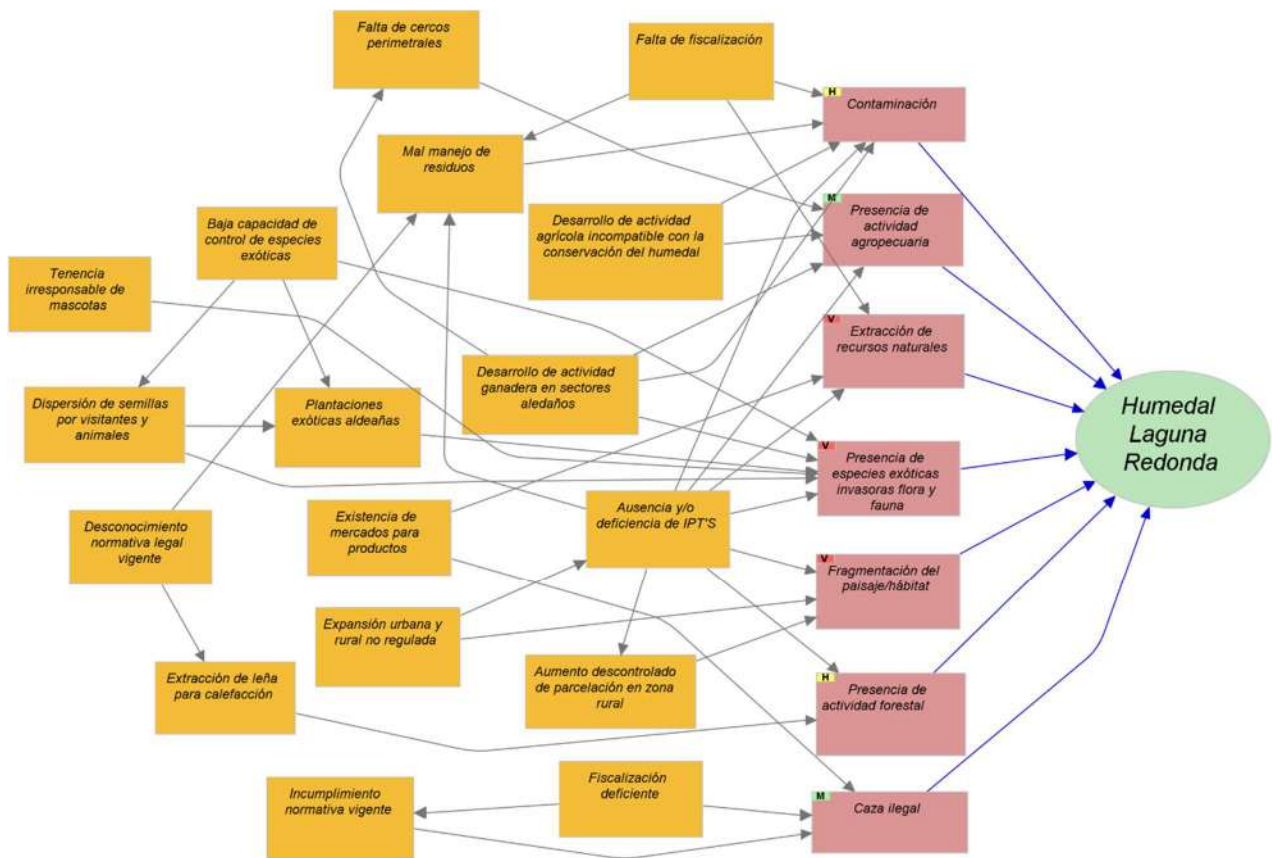 Falta de cercos
perimetrales
Falta de fiscalización
H
Contaminación
Mal manejo de
residuos
M
Presencia de
actividad
agropecuaria
Desarrollo de actividad
agrícola incompatible con la
conservación del humedal
Baja capacidad de
control de especies
exóticas
Tenencia
irresponsable de
mascotas
V
Extracción de
recursos naturales
Desarrollo de actividad
ganadera en sectores
aledaños
Dispersión de semillas
por visitantes y
animales
Plantaciones
exóticas aldeañas
Humedal
Laguna
Redonda
V
Presencia de
especies exóticas
invasoras flora y
fauna
Ausencia y/o
deficiencia de IPT'S
Existencia de
mercados para
productos
Desconocimiento
normativa legal
vigente
V
Fragmentación del
paisaje/hábitat
Expansión urbana y
rural no regulada
Aumento descontrolado
de parcelación en zona
rural
Extracción de leña
para calefacción
H
Presencia de
actividad forestal
Fiscalización
deficiente
Incumplimiento
normativa vigente
M
Caza ilegal